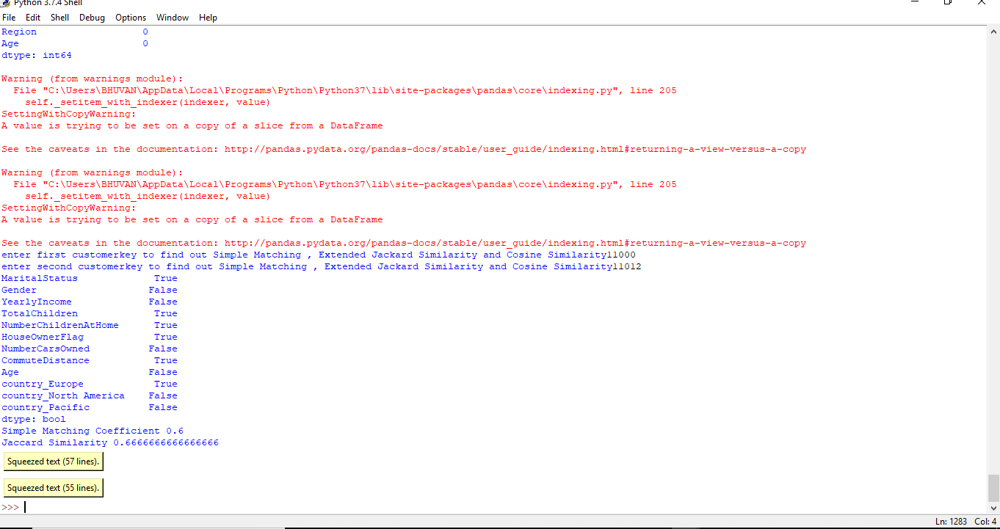 Python 3.7.4 Shell
File Edit Shell Debug Options Window Help
Region 0
Age 0
dtype: int64
Warning (from warnings module):
File "C:\Users\BHUVAN\AppData\Local\Programs\Python\Python37\lib\site-packages\pandas\core\indexing.py", line 205
self._setitem_with_indexer(indexer, value)
SettingWithCopyWarning:
A value is trying to be set on a copy of a slice from a DataFrame
See the caveats in the documentation: http://pandas.pydata.org/pandas-docs/stable/user_guide/indexing.html#returning-a-view-versus-a-copy
Warning (from warnings module):
File "C:\Users\BHUVAN\AppData\Local\Programs\Python\Python37\lib\site-packages\pandas\core\indexing.py", line 205
self._setitem_with_indexer(indexer, value)
SettingWithCopyWarning:
A value is trying to be set on a copy of a slice from a DataFrame
See the caveats in the documentation: http://pandas.pydata.org/pandas-docs/stable/user_guide/indexing.html#returning-a-view-versus-a-copy
enter first customerkey to find out Simple Matching , Extended Jackard Similarity and Cosine Similarity11000
enter second customerkey to find out Simple Matching , Extended Jackard Similarity and Cosine Similarity11012
MaritalStatus True
Gender False
YearlyIncome False
TotalChildren True
NumberChildrenAtHome True
HouseOwnerFlag True
NumberCarsOwned False
CommuteDistance True
Age False
country_Europe True
country_North America False
country_Pacific False
dtype: bool
Simple Matching Coefficient 0.6
Jaccard Similarity 0.6666666666666666
Squeezed text (57 lines).
Squeezed text (55 lines).
>>>
Ln: 1283 Col: 4